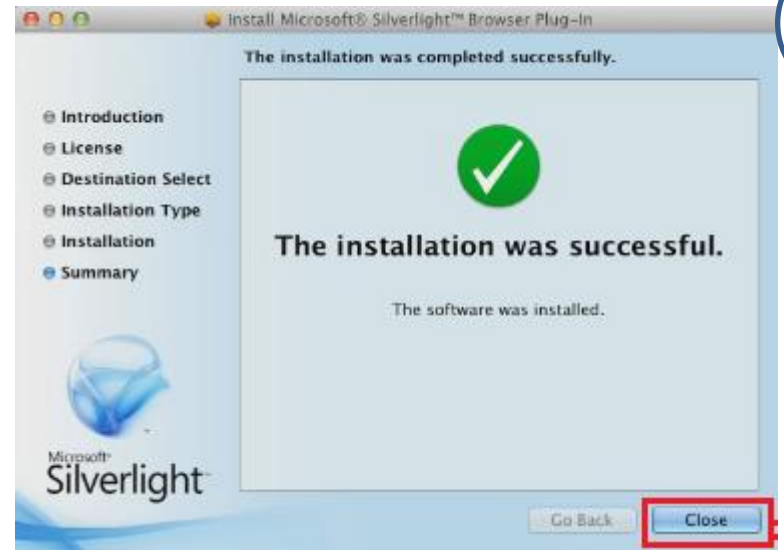 Install Microsoft® Silverlight™ Browser Plug-In
The installation was completed successfully.
Introduction
License
Destination Select
Installation Type
Installation
Summary
The installation was successful.
The software was installed.
Microsoft®
Silverlight™
Go Back
Close